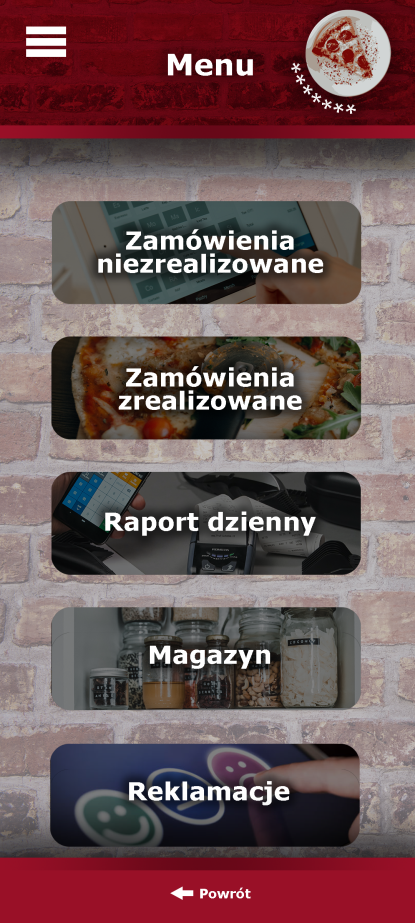 Menu
*******
Zamówienia
niezrealizowane
Zamówienia
zrealizowane
Raport dzienny
Magazyn
Reklamacje
Powrót